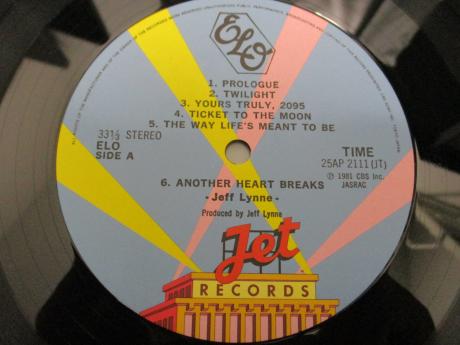 ELO
1. PROLOGUE
2. TWILIGHT
3. YOURS TRULY, 2095
4. TICKET TO THE MOON
5. THE WAY LIFE'S MEANT TO BE
33⅓ STEREO
ELO
SIDE A
TIME
25AP 2111 (JT)
℗ 1981 CBS Inc.
JASRAC
6. ANOTHER HEART BREAKS
- Jeff Lynne -
Produced by Jeff Lynne
Jet
RECORDS